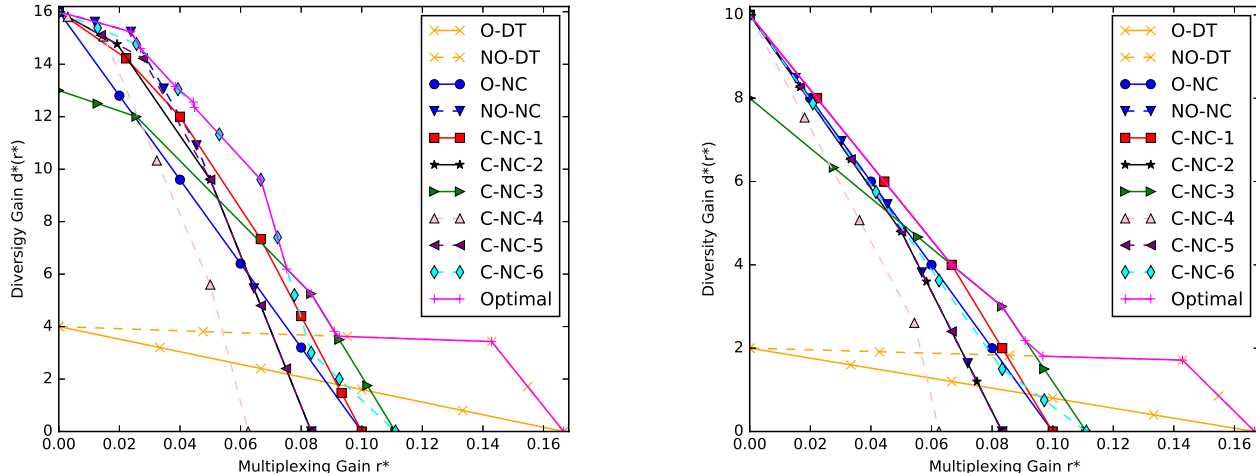 16
14
12
10
8
6
4
2
0
0.00 0.02 0.04 0.06 0.08 0.10 0.12 0.14 0.16
Diversigy Gain d*(r*)
Multiplexing Gain r*
O-DT
NO-DT
O-NC
NO-NC
C-NC-1
C-NC-2
C-NC-3
C-NC-4
C-NC-5
C-NC-6
Optimal
10
8
6
4
2
0
0.00 0.02 0.04 0.06 0.08 0.10 0.12 0.14 0.16
Diversity Gain d*(r*)
Multiplexing Gain r*
O-DT
NO-DT
O-NC
NO-NC
C-NC-1
C-NC-2
C-NC-3
C-NC-4
C-NC-5
C-NC-6
Optimal